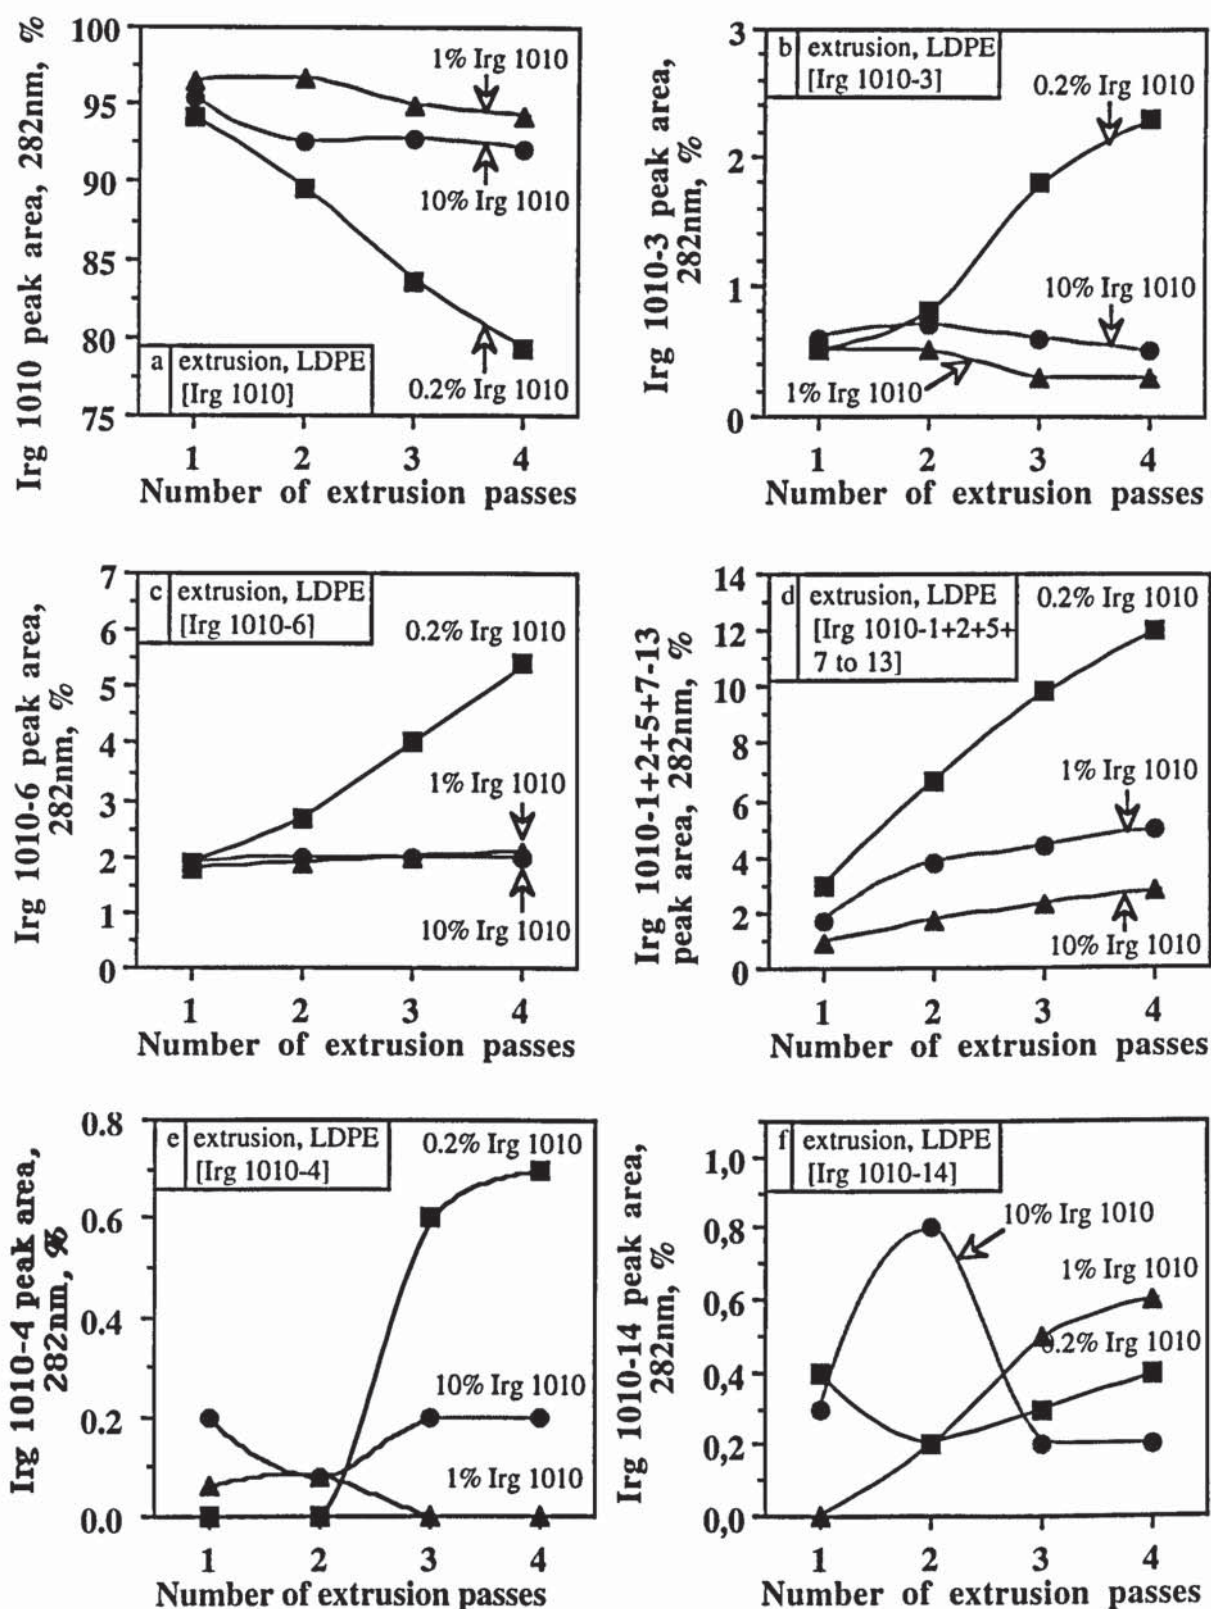 Irg 1010 peak area, 282nm, %
100
95
90
85
80
75
1% Irg 1010
10% Irg 1010
0.2% Irg 1010
a extrusion, LDPE
[Irg 1010]
1 2 3 4
Number of extrusion passes
Irg 1010-3 peak area,
282nm, %
3
2
1
0
b extrusion, LDPE
[Irg 1010-3]
0.2% Irg 1010
10% Irg 1010
1% Irg 1010
1 2 3 4
Number of extrusion passes
Irg 1010-6 peak area,
282nm, %
7
6
5
4
3
2
1
0
c extrusion, LDPE
[Irg 1010-6]
0.2% Irg 1010
1% Irg 1010
10% Irg 1010
1 2 3 4
Number of extrusion passes
Irg 1010-1+2+5+7-13
peak area, 282nm, %
14
12
10
8
6
4
2
0
d extrusion, LDPE
[Irg 1010-1+2+5+
7 to 13]
0.2% Irg 1010
1% Irg 1010
10% Irg 1010
1 2 3 4
Number of extrusion passes
Irg 1010-4 peak area,
282nm, %
0.8
0.6
0.4
0.2
0.0
e extrusion, LDPE
[Irg 1010-4]
0.2% Irg 1010
10% Irg 1010
1% Irg 1010
1 2 3 4
Number of extrusion passes
Irg 1010-14 peak area,
282nm, %
1,0
0,8
0,6
0,4
0,2
0,0
f extrusion, LDPE
[Irg 1010-14]
10% Irg 1010
1% Irg 1010
0.2% Irg 1010
1 2 3 4
Number of extrusion passes